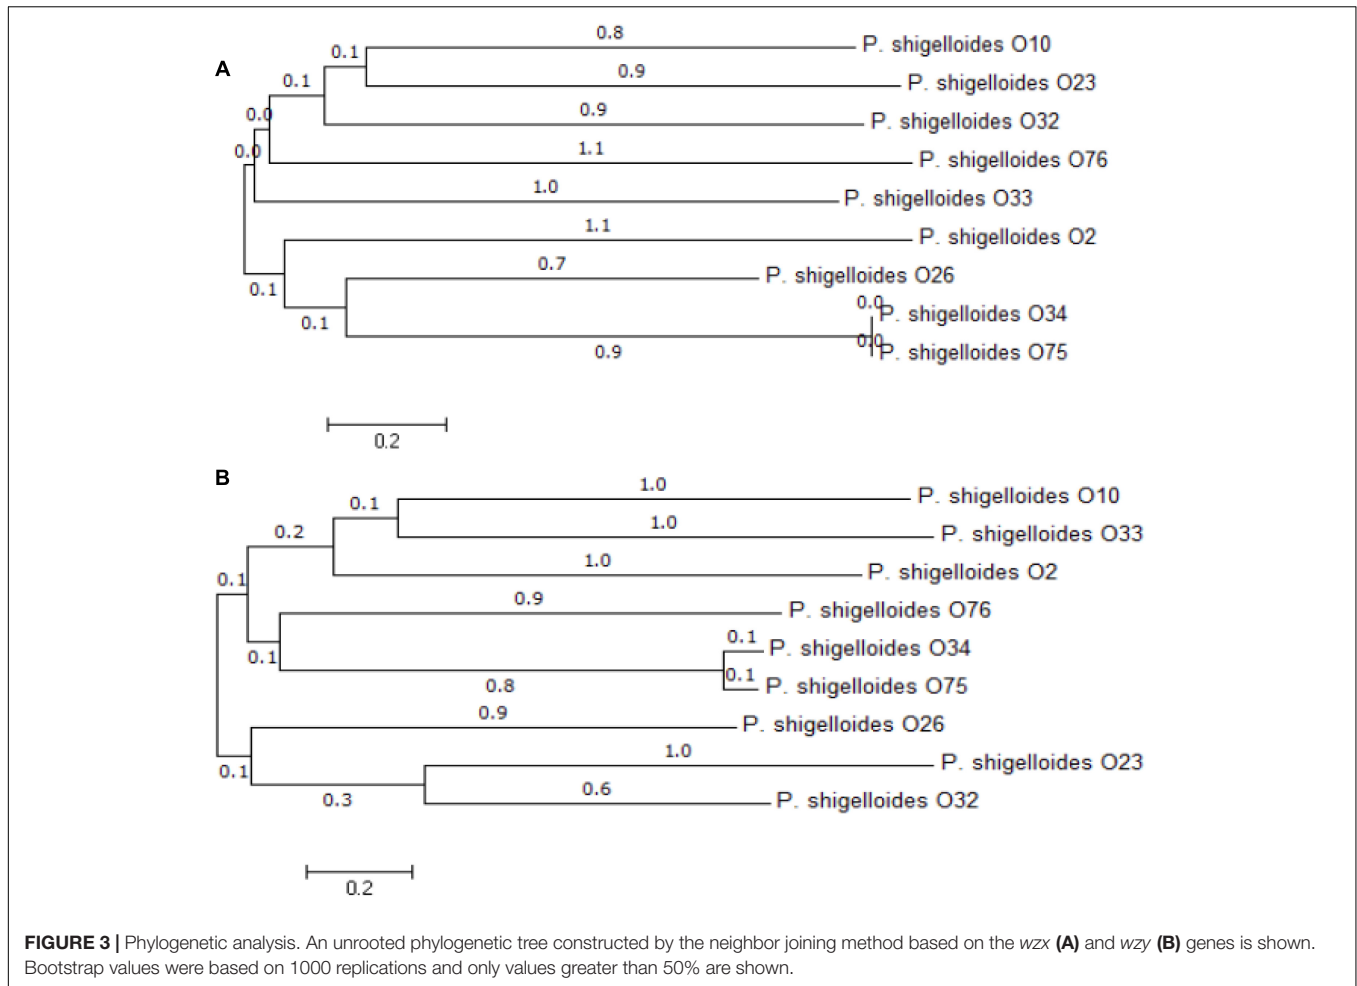 A
0.8
P. shigelloides O10
0.1
0.9
P. shigelloides O23
0.1
0.9
P. shigelloides O32
0.0
1.1
P. shigelloides O76
0.0
1.0
P. shigelloides O33
1.1
P. shigelloides O2
0.7
P. shigelloides O26
0.1
0.0
P. shigelloides O34
0.1
0.0
P. shigelloides O75
0.9
0.2
B
1.0
P. shigelloides O10
0.1
1.0
P. shigelloides O33
0.2
1.0
P. shigelloides O2
0.1
0.9
P. shigelloides O76
0.1
P. shigelloides O34
0.1
0.1
P. shigelloides O75
0.8
0.9
P. shigelloides O26
1.0
P. shigelloides O23
0.1
0.3
0.6
P. shigelloides O32
0.2
FIGURE 3 | Phylogenetic analysis. An unrooted phylogenetic tree constructed by the neighbor joining method based on the wzx (A) and wzy (B) genes is shown.
Bootstrap values were based on 1000 replications and only values greater than 50% are shown.